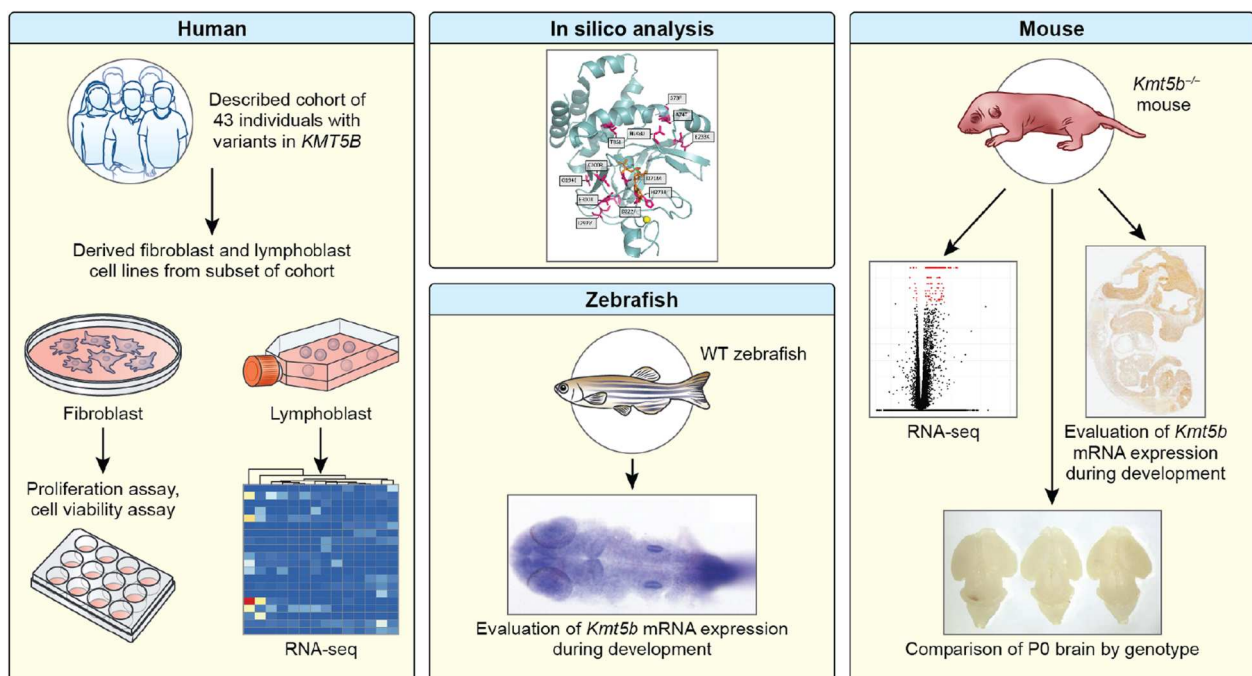 Human
Described cohort of
43 individuals with
variants in KMT5B
Derived fibroblast and lymphoblast
cell lines from subset of cohort
Fibroblast
Lymphoblast
Proliferation assay,
cell viability assay
RNA-seq
In silico analysis
Zebrafish
WT zebrafish
Evaluation of Kmt5b mRNA expression
during development
Mouse
Kmt5b–/–
mouse
RNA-seq
Evaluation of Kmt5b
mRNA expression
during development
Comparison of P0 brain by genotype